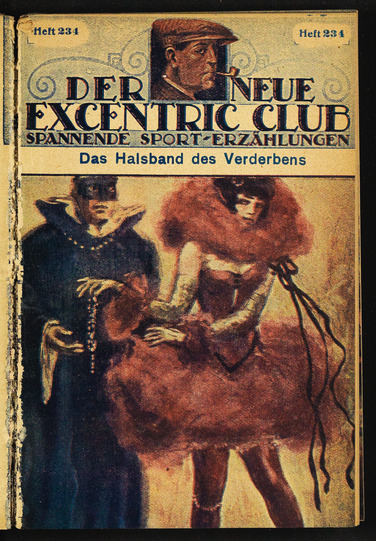 Heft 234
Heft 234
DER NEUE
EXCENTRIC CLUB
SPANNENDE SPORT-ERZÄHLUNGEN
Das Halsband des Verderbens